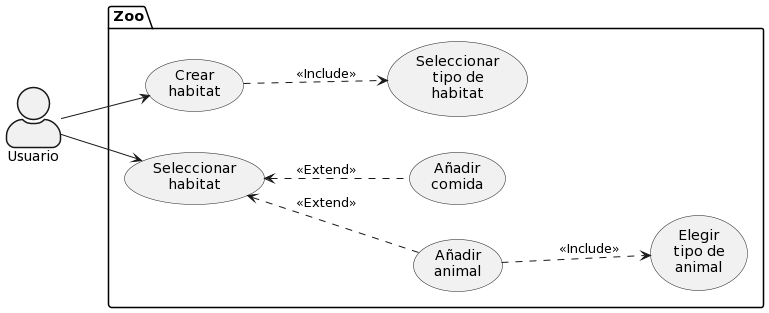 Zoo
Usuario
Crear
habitat
«Include»
Seleccionar
tipo de
habitat
Seleccionar
habitat
«Extend»
Añadir
comida
«Extend»
Añadir
animal
«Include»
Elegir
tipo de
animal